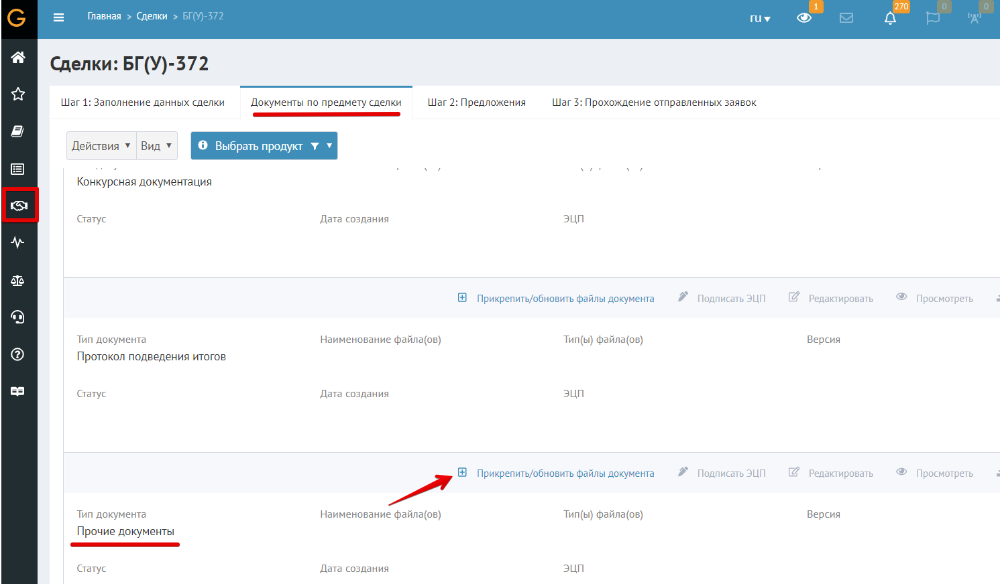 Главная > Сделки > БГ(У)-372
ru
1
270
0
0
Сделки: БГ(У)-372
Шаг 1: Заполнение данных сделки
Документы по предмету сделки
Шаг 2: Предложения
Шаг 3: Прохождение отправленных заявок
Действия
Вид
Выбрать продукт
Конкурсная документация
Статус
Дата создания
ЭЦП
Прикрепить/обновить файлы документа
Подписать ЭЦП
Редактировать
Просмотреть
Тип документа
Наименование файла(ов)
Тип(ы) файла(ов)
Версия
Протокол подведения итогов
Статус
Дата создания
ЭЦП
Прикрепить/обновить файлы документа
Подписать ЭЦП
Редактировать
Просмотреть
Тип документа
Наименование файла(ов)
Тип(ы) файла(ов)
Версия
Прочие документы
Статус
Дата создания
ЭЦП